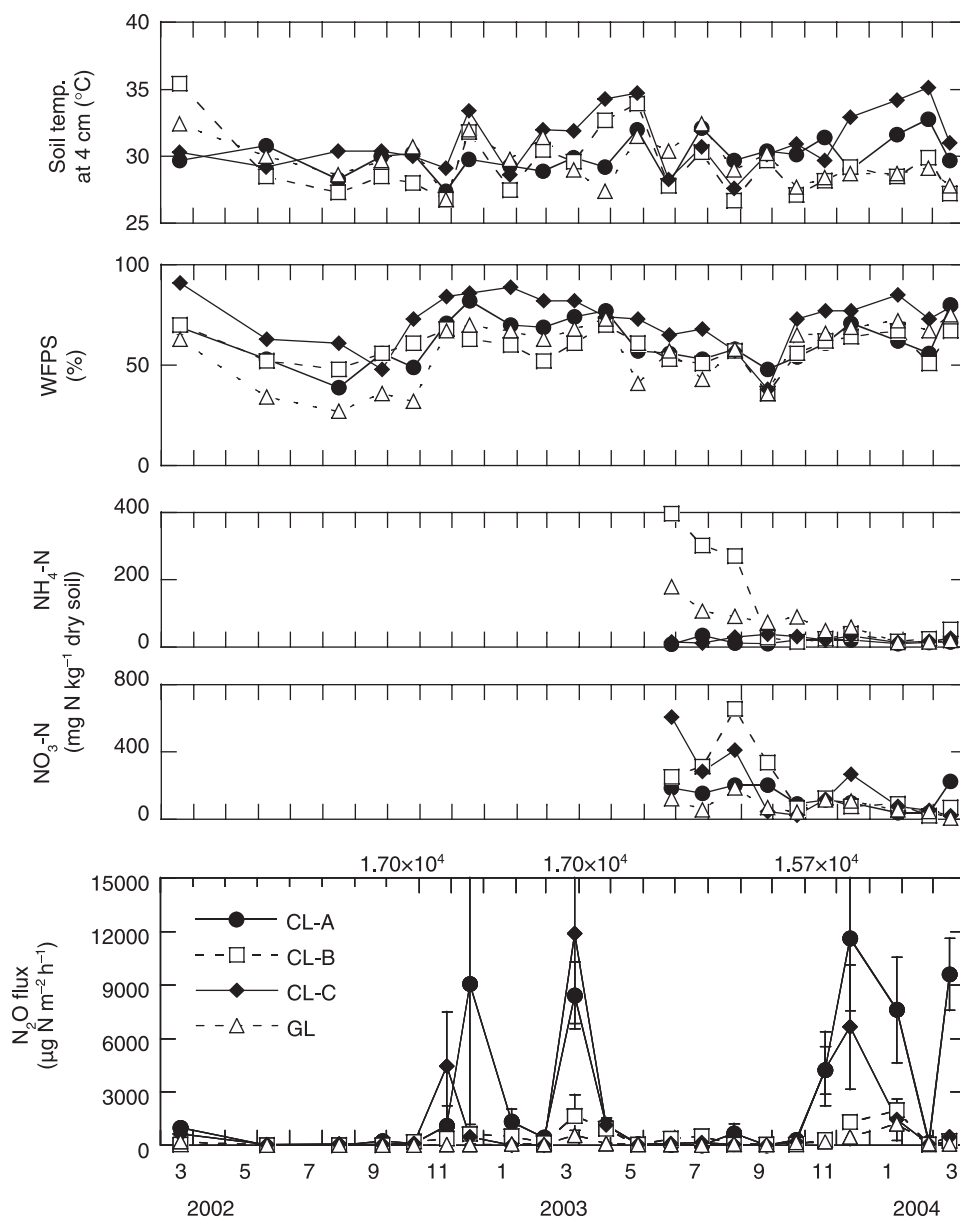 40
35
30
25
Soil temp.
at 4 cm (°C)
100
50
0
WFPS
(%)
400
200
0
NH₄-N
800
400
0
NO₃-N
(mg N kg⁻¹ dry soil)
1.70×10⁴ 1.70×10⁴ 1.57×10⁴
15000
12000
9000
6000
3000
0
N₂O flux
(μg N m⁻² h⁻¹)
CL-A
CL-B
CL-C
GL
3 5 7 9 11 1 3 5 7 9 11 1 3
2002 2003 2004